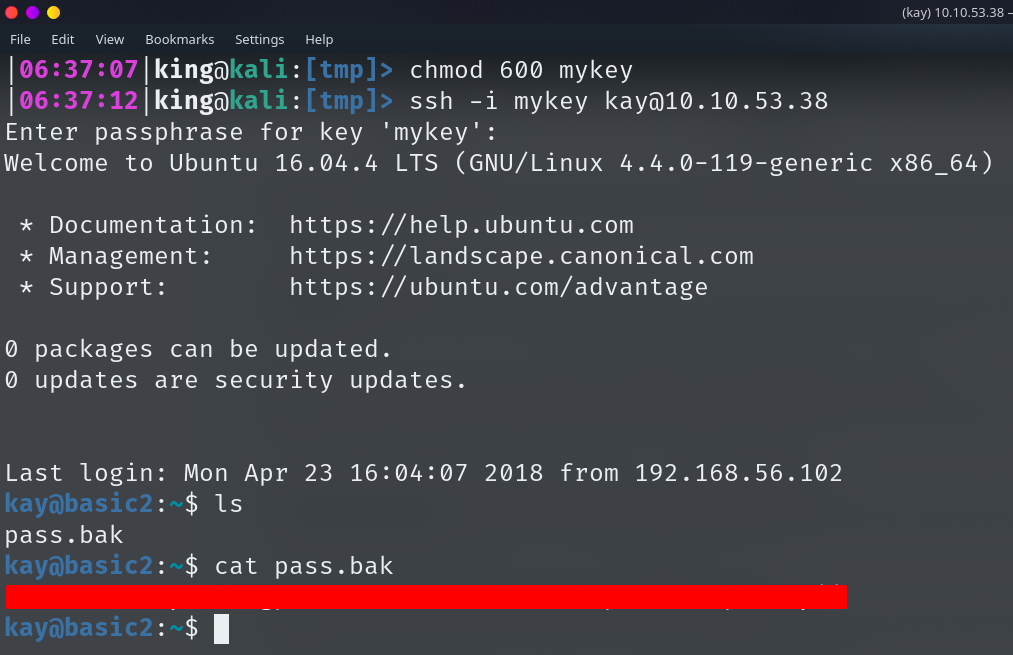 (kay) 10.10.53.38 –
File Edit View Bookmarks Settings Help
|06:37:07|king@kali:[tmp]> chmod 600 mykey
|06:37:12|king@kali:[tmp]> ssh -i mykey kay@10.10.53.38
Enter passphrase for key 'mykey':
Welcome to Ubuntu 16.04.4 LTS (GNU/Linux 4.4.0-119-generic x86_64)
* Documentation:  https://help.ubuntu.com
* Management:     https://landscape.canonical.com
* Support:        https://ubuntu.com/advantage
0 packages can be updated.
0 updates are security updates.
Last login: Mon Apr 23 16:04:07 2018 from 192.168.56.102
kay@basic2:~$ ls
pass.bak
kay@basic2:~$ cat pass.bak
kay@basic2:~$